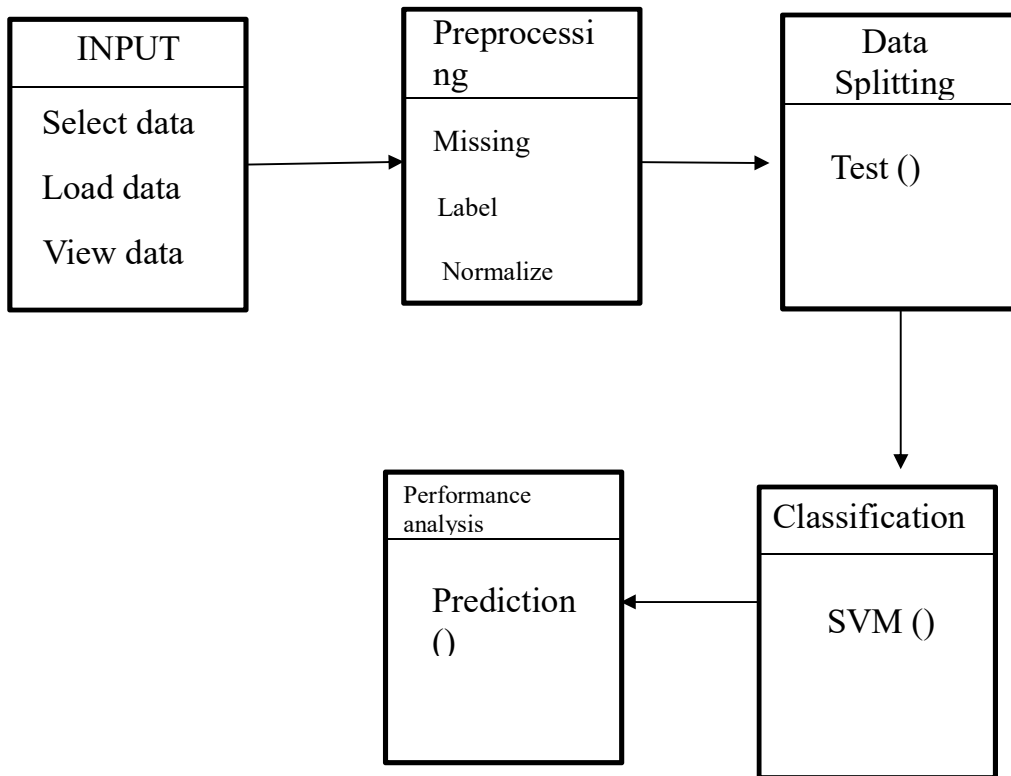 INPUT
Select data
Load data
View data
Preprocessi
ng
Missing
Label
Normalize
Data
Splitting
Test ()
Performance
analysis
Prediction
()
Classification
SVM ()